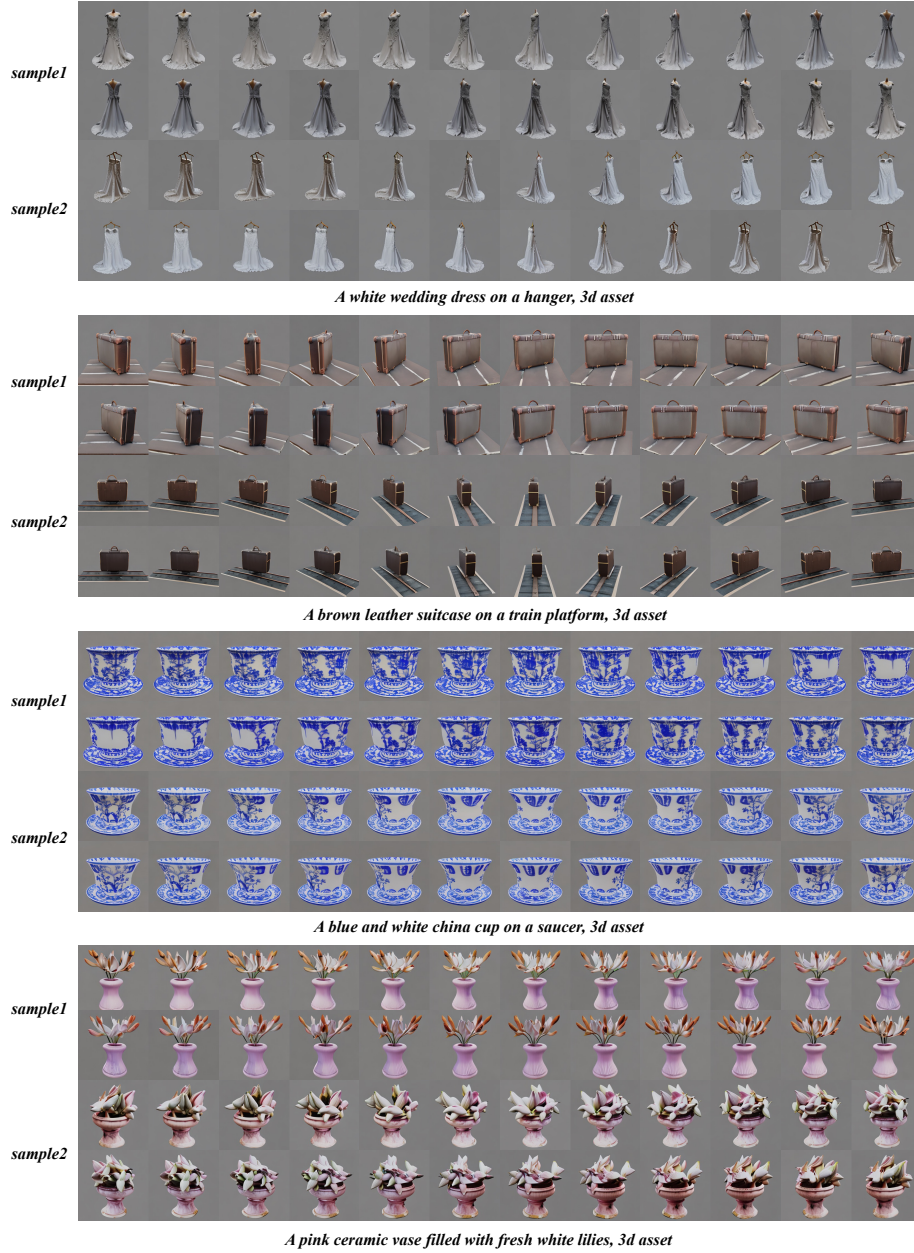 sample1
sample2
A white wedding dress on a hanger, 3d asset
sample1
sample2
A brown leather suitcase on a train platform, 3d asset
sample1
sample2
A blue and white china cup on a saucer, 3d asset
sample1
sample2
A pink ceramic vase filled with fresh white lilies, 3d asset